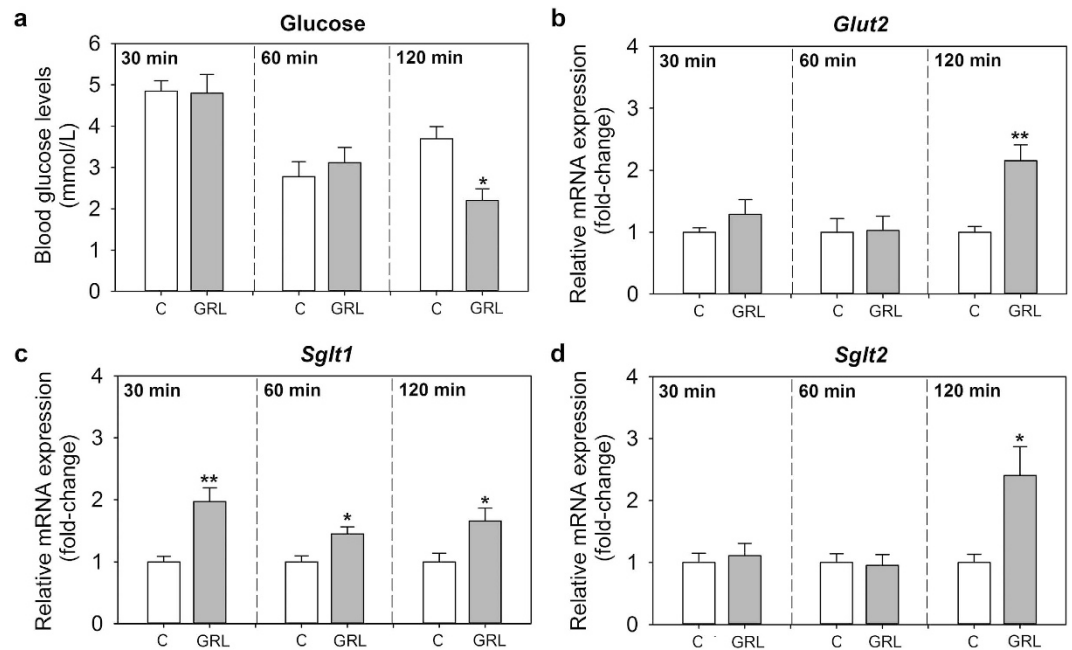 a
Glucose
Blood glucose levels
(mmol/L)
6
5
4
3
2
1
0
30 min
60 min
120 min
*
C
GRL
C
GRL
C
GRL
b
Glut2
Relative mRNA expression
(fold-change)
4
3
2
1
0
30 min
60 min
120 min
**
C
GRL
C
GRL
C
GRL
c
Sglt1
Relative mRNA expression
(fold-change)
4
3
2
1
0
30 min
60 min
120 min
**
*
*
C
GRL
C
GRL
C
GRL
d
Sglt2
Relative mRNA expression
(fold-change)
4
3
2
1
0
30 min
60 min
120 min
*
C
GRL
C
GRL
C
GRL